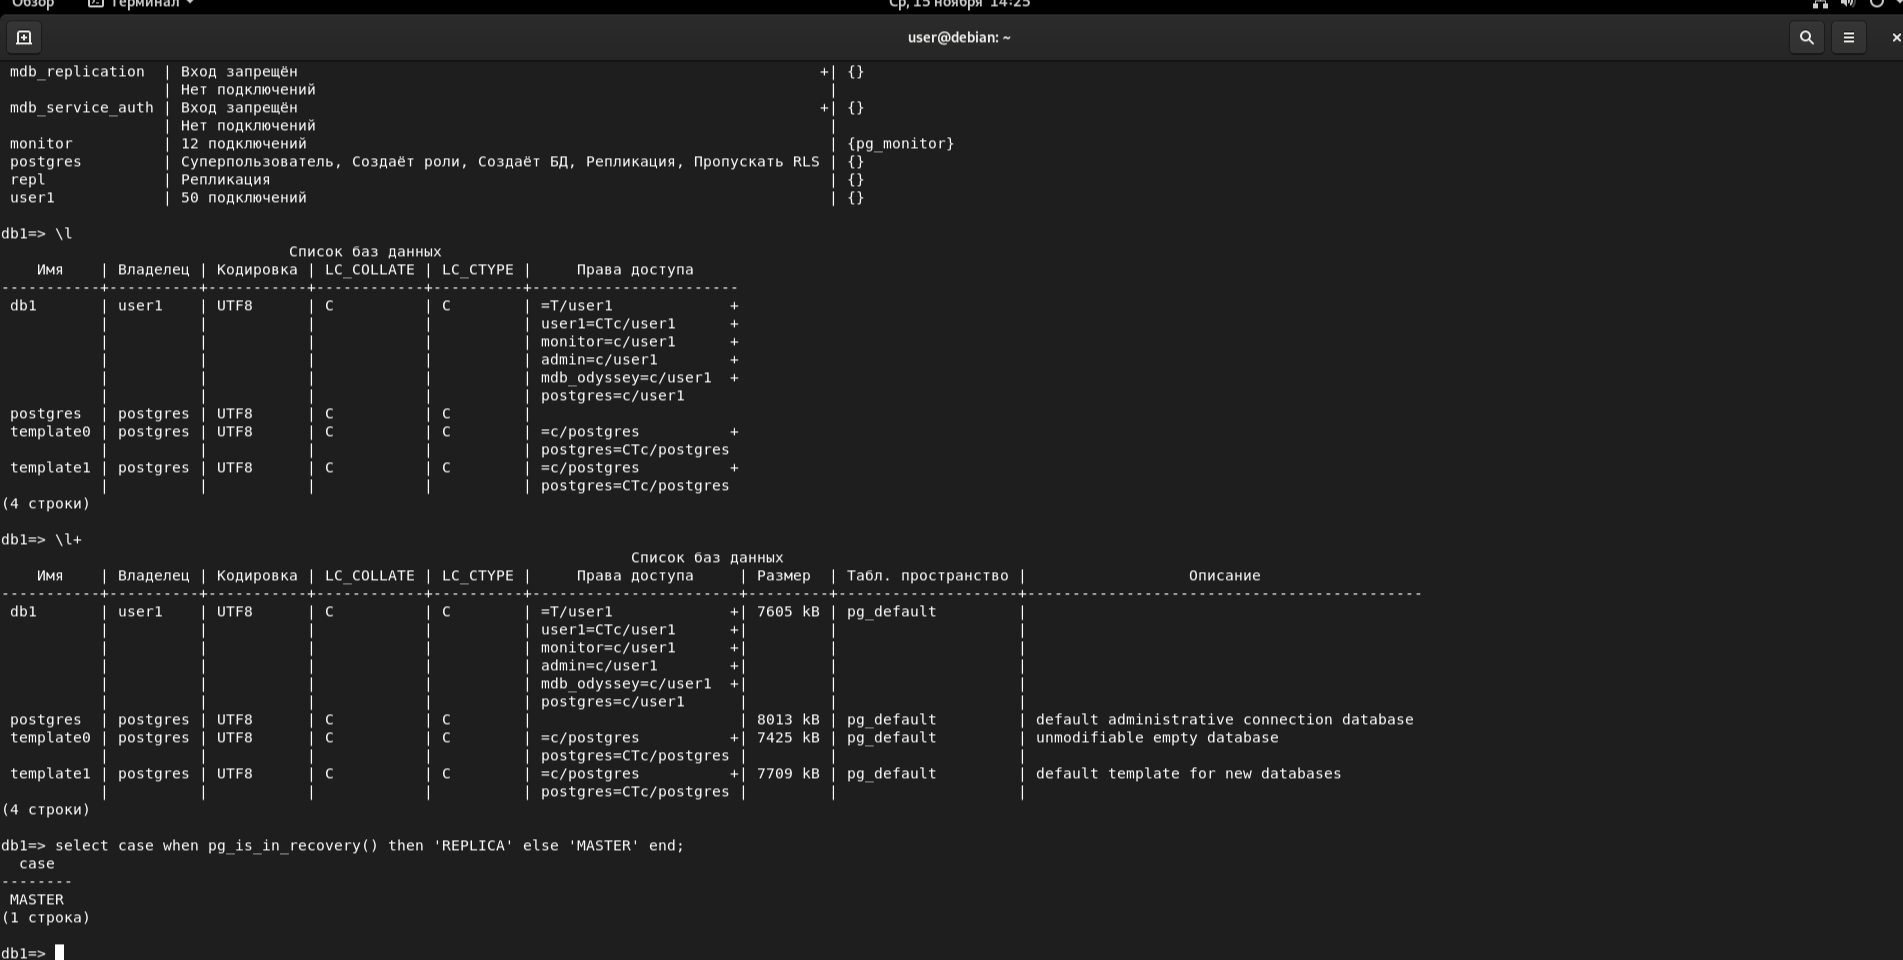 Обзор Терминал Ср, 15 ноября 14:25
user@debian: ~
 mdb_replication  | Вход запрещён                                                          +| {}
                  | Нет подключений                                                         |
 mdb_service_auth | Вход запрещён                                                          +| {}
                  | Нет подключений                                                         |
 monitor          | 12 подключений                                                          | {pg_monitor}
 postgres         | Суперпользователь, Создаёт роли, Создаёт БД, Репликация, Пропускать RLS | {}
 repl             | Репликация                                                              | {}
 user1            | 50 подключений                                                          | {}
db1=> \l
                                Список баз данных
    Имя    | Владелец | Кодировка | LC_COLLATE | LC_CTYPE |     Права доступа
-----------+----------+-----------+------------+----------+-----------------------
 db1       | user1    | UTF8      | C          | C        | =T/user1             +
           |          |           |            |          | user1=CTc/user1      +
           |          |           |            |          | monitor=c/user1      +
           |          |           |            |          | admin=c/user1        +
           |          |           |            |          | mdb_odyssey=c/user1  +
           |          |           |            |          | postgres=c/user1
 postgres  | postgres | UTF8      | C          | C        |
 template0 | postgres | UTF8      | C          | C        | =c/postgres          +
           |          |           |            |          | postgres=CTc/postgres
 template1 | postgres | UTF8      | C          | C        | =c/postgres          +
           |          |           |            |          | postgres=CTc/postgres
(4 строки)
db1=> \l+
                                                                      Список баз данных
    Имя    | Владелец | Кодировка | LC_COLLATE | LC_CTYPE |     Права доступа     | Размер  | Табл. пространство |                  Описание
-----------+----------+-----------+------------+----------+-----------------------+---------+--------------------+--------------------------------------------
 db1       | user1    | UTF8      | C          | C        | =T/user1             +| 7605 kB | pg_default         |
           |          |           |            |          | user1=CTc/user1      +|         |                    |
           |          |           |            |          | monitor=c/user1      +|         |                    |
           |          |           |            |          | admin=c/user1        +|         |                    |
           |          |           |            |          | mdb_odyssey=c/user1  +|         |                    |
           |          |           |            |          | postgres=c/user1      |         |                    |
 postgres  | postgres | UTF8      | C          | C        |                       | 8013 kB | pg_default         | default administrative connection database
 template0 | postgres | UTF8      | C          | C        | =c/postgres          +| 7425 kB | pg_default         | unmodifiable empty database
           |          |           |            |          | postgres=CTc/postgres |         |                    |
 template1 | postgres | UTF8      | C          | C        | =c/postgres          +| 7709 kB | pg_default         | default template for new databases
           |          |           |            |          | postgres=CTc/postgres |         |                    |
(4 строки)
db1=> select case when pg_is_in_recovery() then 'REPLICA' else 'MASTER' end;
  case
--------
 MASTER
(1 строка)
db1=>